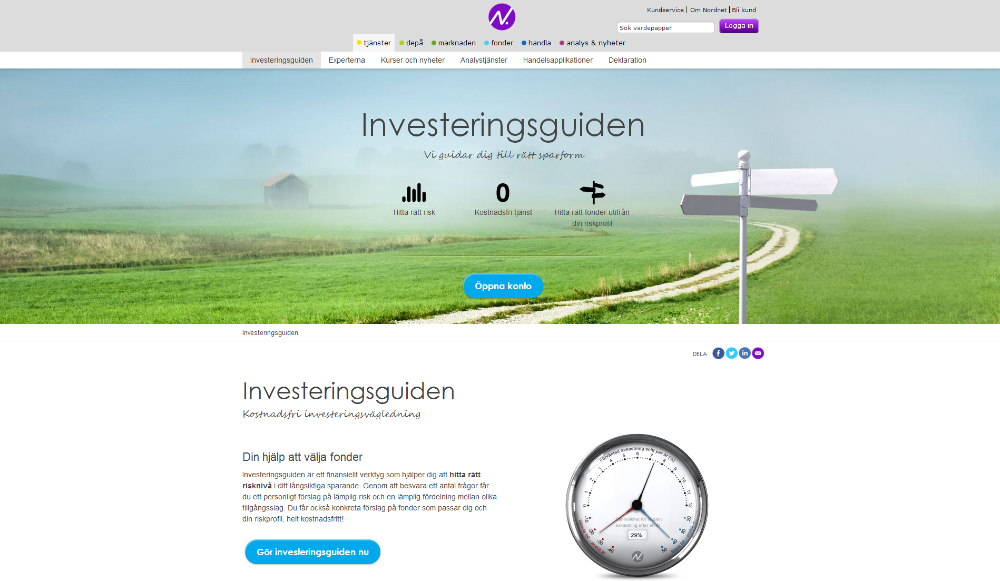 Kundservice | Om Nordnet | Bli kund
Sök värdepapper
Logga in
tjänster depå marknaden fonder handla analys & nyheter
Investeringsguiden Experterna Kurser och nyheter Analystjänster Handelsapplikationer Deklaration
Investeringsguiden
Vi guidar dig till rätt sparform
0
Hitta rätt risk Kostnadsfri tjänst Hitta rätt fonder utifrån
din riskprofil
Öppna konto
Investeringsguiden
DELA:
Investeringsguiden
Kostnadsfri investeringsvägledning
Din hjälp att välja fonder
Investeringsguiden är ett finansiellt verktyg som hjälper dig att hitta rätt
risknivå i ditt långsiktiga sparande. Genom att besvara ett antal frågor får
du ett personligt förslag på lämplig risk och en lämplig fördelning mellan olika
tillgångsslag. Du får också konkreta förslag på fonder som passar dig och
din riskprofil, helt kostnadsfritt!
Gör investeringsguiden nu
Förväntad avkastning snitt per år [%]
0 1 2 3 4 5 6 7 8 9 10 11 12
-10 -20 -30 -40
Sämsta fall – enskilt år
20 30 40 50
Bästa fall – enskilt år
Sannolikhet för negativ
avkastning efter ett år
29%